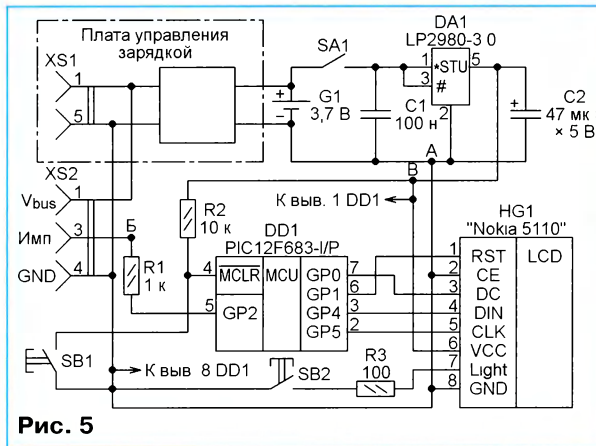 Плата управления
зарядкой
XS1
1
5
XS2
1
Vbus
Имп
3
Б
GND
4
R1
1 к
R2
10 к
SA1
+
−
G1
3,7 В
C1
100 н
DA1
LP2980-3 0
1
*STU
5
3
#
2
+
C2
47 мк
× 5 В
А
В
К выв. 1 DD1
DD1
PIC12F683-I/P
4
MCLR
MCU
GP0
7
GP1
6
5
GP2
GP4
3
GP5
2
HG1
"Nokia 5110"
1
RST
LCD
2
CE
3
DC
4
DIN
5
CLK
6
VCC
7
Light
8
GND
SB1
К выв 8 DD1
SB2
R3
100
Рис. 5